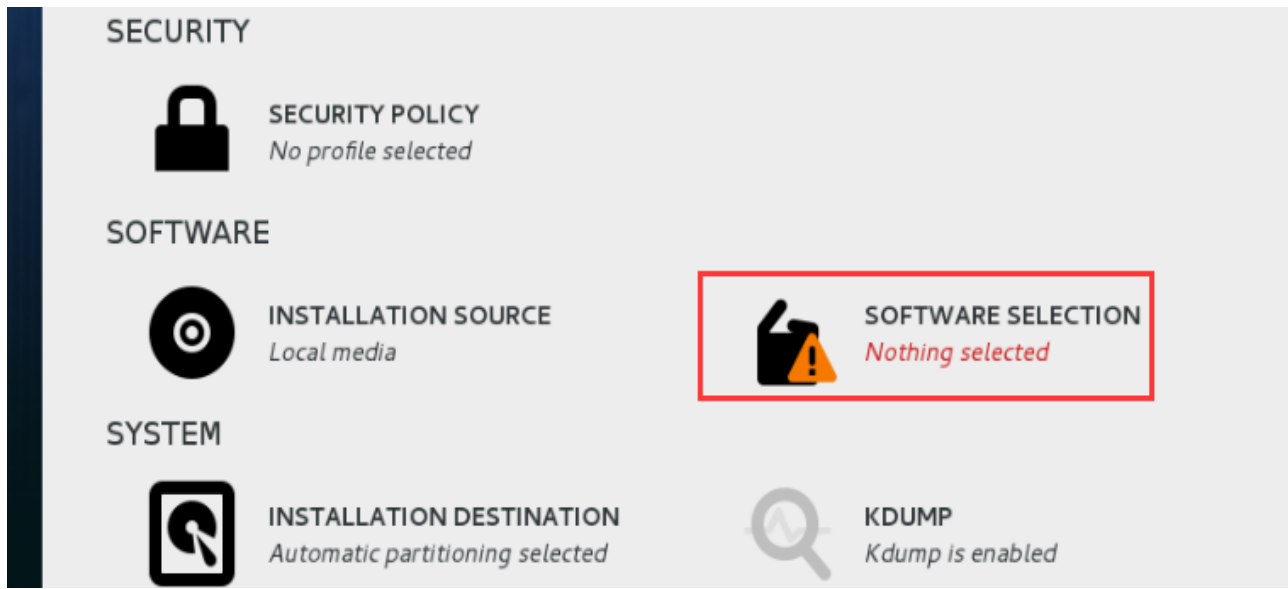 SECURITY
SECURITY POLICY
No profile selected
SOFTWARE
INSTALLATION SOURCE
Local media
SOFTWARE SELECTION
Nothing selected
SYSTEM
INSTALLATION DESTINATION
Automatic partitioning selected
KDUMP
Kdump is enabled